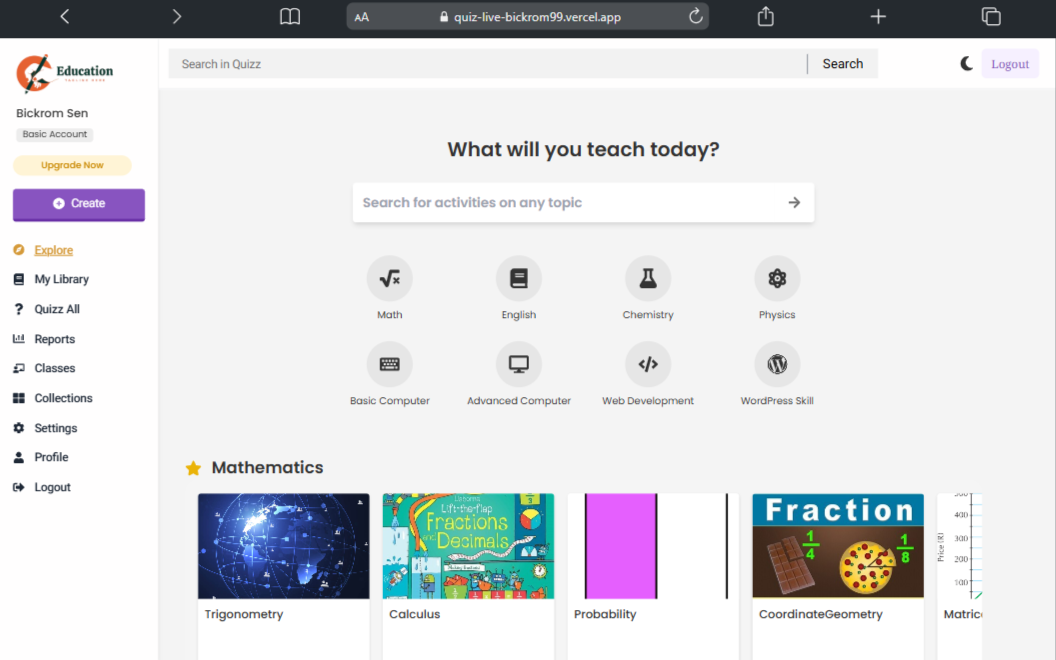 AA
quiz-live-bickrom99.vercel.app
Education
Bickrom Sen
Basic Account
Upgrade Now
Create
Explore
My Library
Quizz All
Reports
Classes
Collections
Settings
Profile
Logout
Search in Quizz
Search
Logout
What will you teach today?
Search for activities on any topic
Math
English
Chemistry
Physics
Basic Computer
Advanced Computer
Web Development
WordPress Skill
Mathematics
Trigonometry
Usborne
Lift-the-flap
Fractions
and Decimals
Calculus
Probability
Fraction
1
4
1
8
CoordinateGeometry
400
300
200
100
Price (R)
Matric